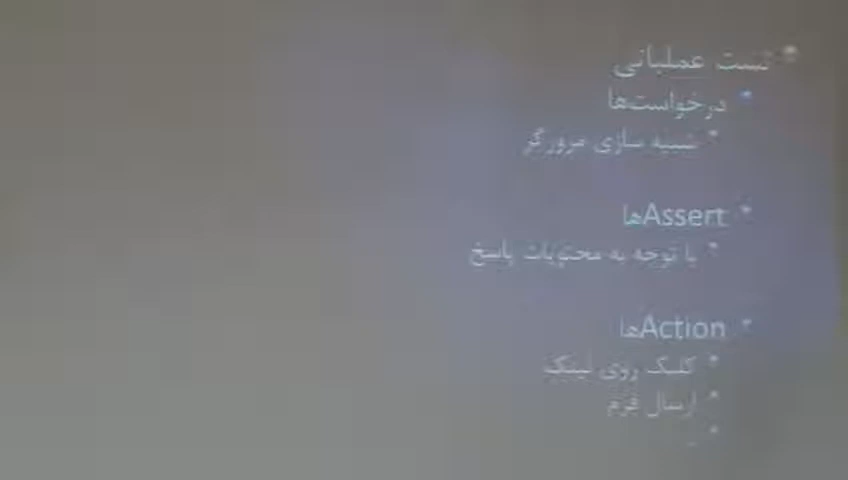 تست عملیاتی
درخواست‌ها
شبیه سازی مرورگر
Assertها
با توجه به محتویات پاسخ
Actionها
کلیک روی لینک
ارسال فرم